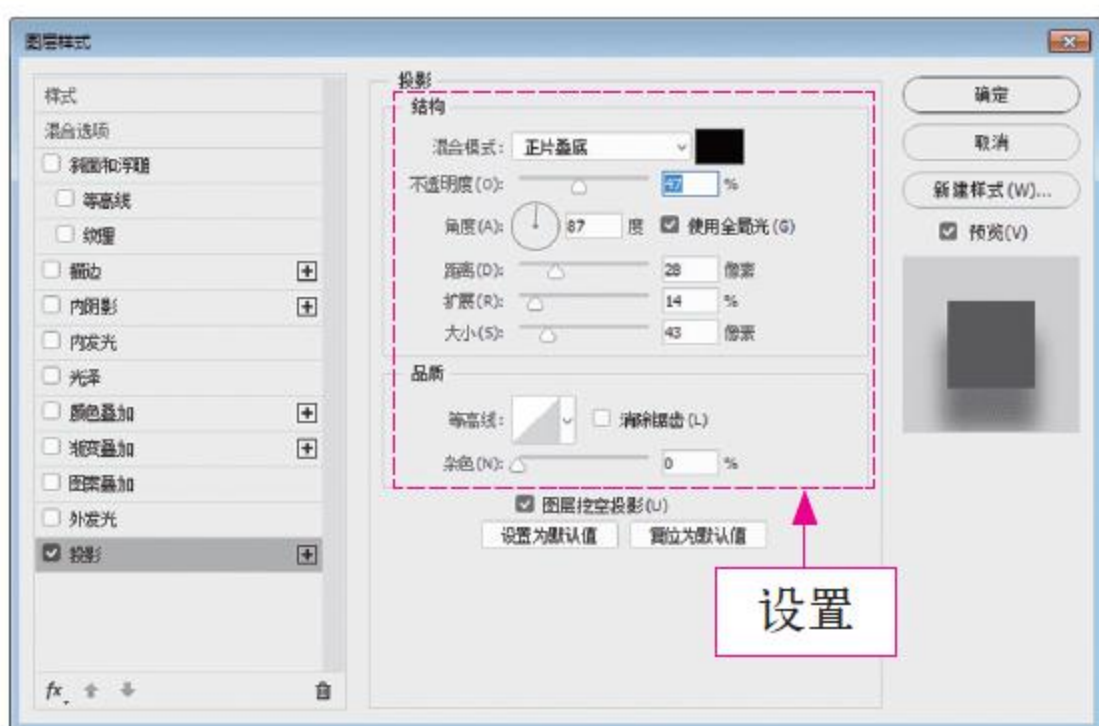 图层样式
样式
混合选项
斜面和浮雕
等高线
纹理
描边
内阴影
内发光
光泽
颜色叠加
渐变叠加
图案叠加
外发光
投影
fx
投影
结构
混合模式: 正片叠底
不透明度(O): 47 %
角度(A): 87 度 使用全局光(G)
距离(D): 28 像素
扩展(R): 14 %
大小(S): 43 像素
品质
等高线: 消除锯齿(L)
杂色(N): 0 %
图层挖空投影(U)
设置为默认值 复位为默认值
设置
确定
取消
新建样式(W)...
预览(V)